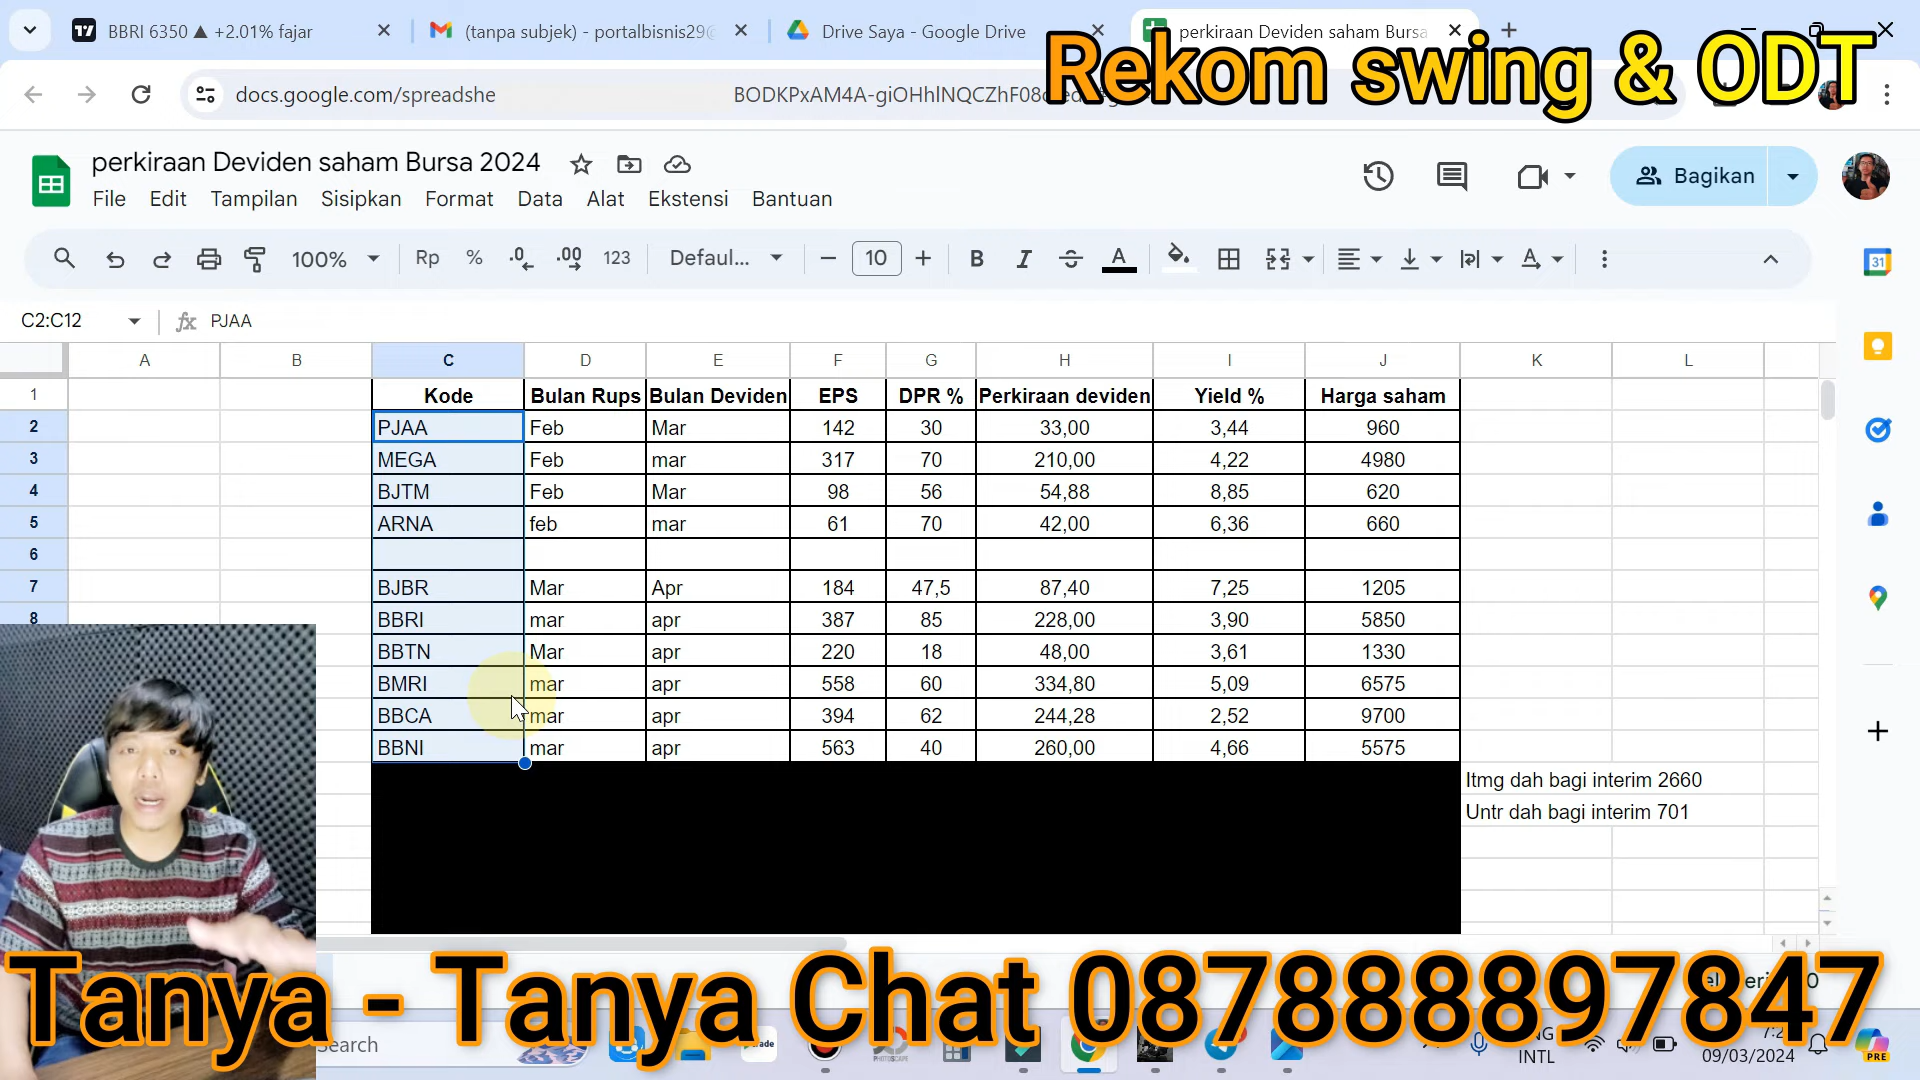 BBRI 6350 ▲ +2.01% fajar
(tanpa subjek) - portalbisnis29@
Drive Saya - Google Drive
perkiraan Deviden saham Bursa
Rekom swing & ODT
docs.google.com/spreadshe
BODKPxAM4A-giOHhlNQCZhF08
perkiraan Deviden saham Bursa 2024
Bagikan
File Edit Tampilan Sisipkan Format Data Alat Ekstensi Bantuan
100% Rp % .0 .00 123 Defaul... - 10 + B I S A
31
C2:C12 fx PJAA
A B C D E F G H I J K L
1 Kode Bulan Rups Bulan Deviden EPS DPR % Perkiraan deviden Yield % Harga saham
2 PJAA Feb Mar 142 30 33,00 3,44 960
3 MEGA Feb mar 317 70 210,00 4,22 4980
4 BJTM Feb Mar 98 56 54,88 8,85 620
5 ARNA feb mar 61 70 42,00 6,36 660
6
7 BJBR Mar Apr 184 47,5 87,40 7,25 1205
8 BBRI mar apr 387 85 228,00 3,90 5850
BBTN Mar apr 220 18 48,00 3,61 1330
BMRI mar apr 558 60 334,80 5,09 6575
BBCA mar apr 394 62 244,28 2,52 9700
BBNI mar apr 563 40 260,00 4,66 5575
Itmg dah bagi interim 2660
Untr dah bagi interim 701
Tanya - Tanya Chat 087888897847
INTL
09/03/2024
PRE